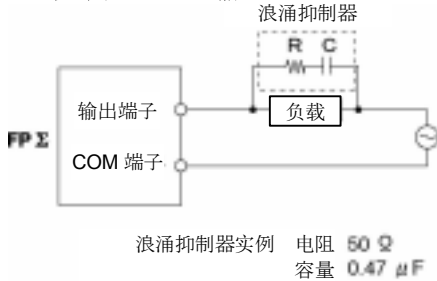 浪涌抑制器
R C
输出端子
负载
FPΣ
COM 端子
浪涌抑制器实例 电阻 50 Ω
容量 0.47 μF